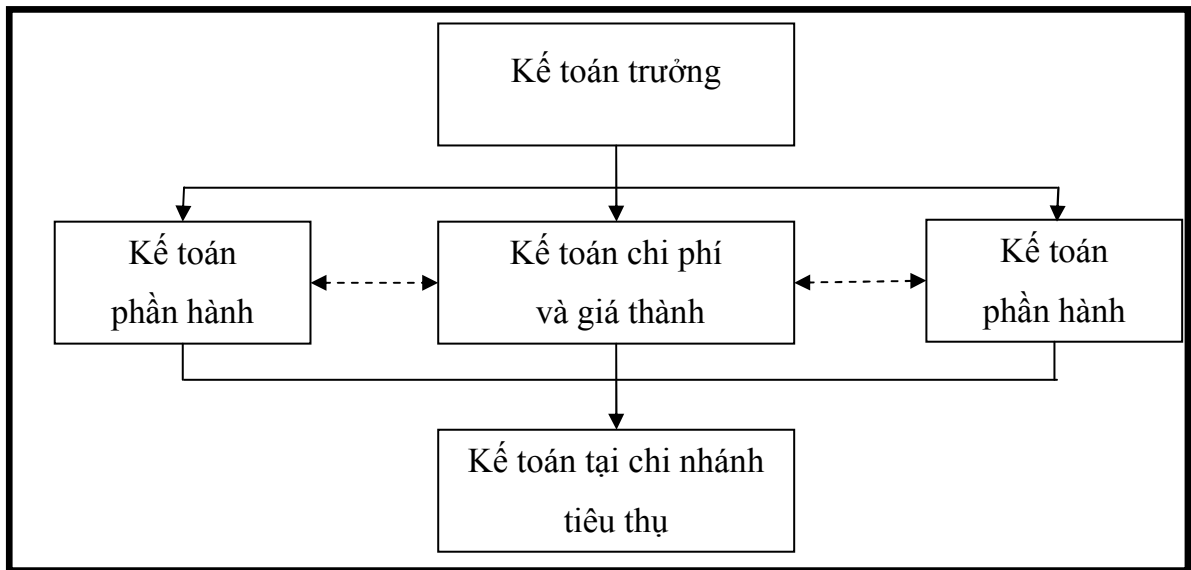 Kế toán trưởng
Kế toán
phần hành
Kế toán chi phí
và giá thành
Kế toán
phần hành
Kế toán tại chi nhánh
tiêu thụ